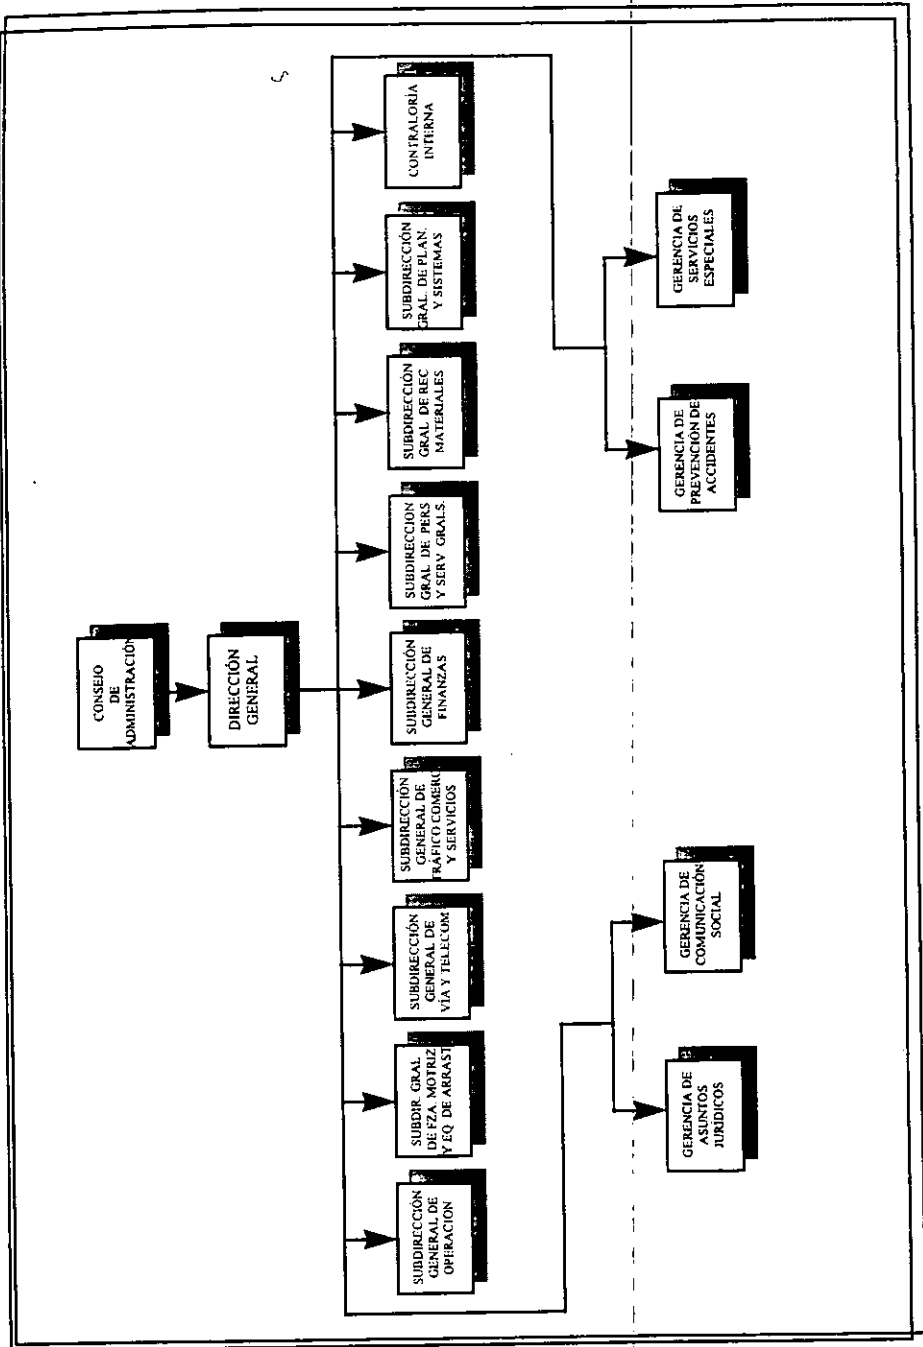 CONSEJO
DE
ADMINISTRACIÓN
DIRECCIÓN
GENERAL
SUBDIRECCIÓN
GENERAL DE
OPERACION
SUBDIR. GRAL
DE FZA. MOTRIZ
Y EQ. DE ARRAST
SUBDIRECCIÓN
GENERAL DE
VÍA Y TELECOM
SUBDIRECCIÓN
GENERAL DE
TRÁFICO COMERC
Y SERVICIOS
SUBDIRECCIÓN
GENERAL DE
FINANZAS
SUBDIRECCION
GRAL. DE PERS
Y SERV GRALS.
SUBDIRECCIÓN
GRAL. DE REC
MATERIALES
SUBDIRECCIÓN
GRAL. DE PLAN.
Y SISTEMAS
CONTRALORÍA
INTERNA
GERENCIA DE
ASUNTOS
JURÍDICOS
GERENCIA DE
COMUNICACIÓN
SOCIAL
GERENCIA DE
PREVENCIÓN DE
ACCIDENTES
GERENCIA DE
SERVICIOS
ESPECIALES